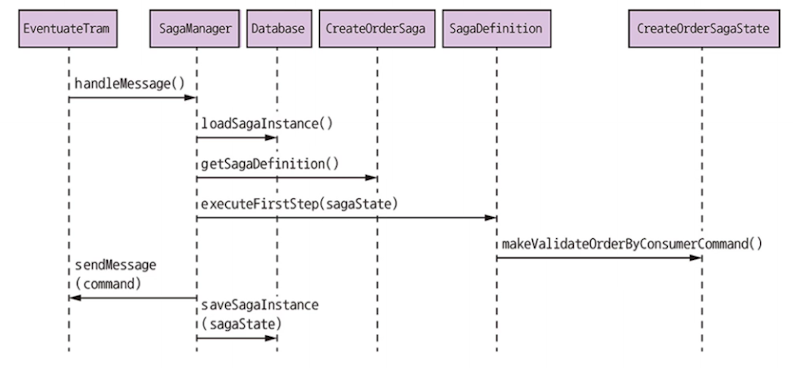 EventuateTram SagaManager Database CreateOrderSaga SagaDefinition CreateOrderSagaState
handleMessage()
loadSagaInstance()
getSagaDefinition()
executeFirstStep(sagaState)
makeValidateOrderByConsumerCommand()
sendMessage
(command)
saveSagaInstance
(sagaState)